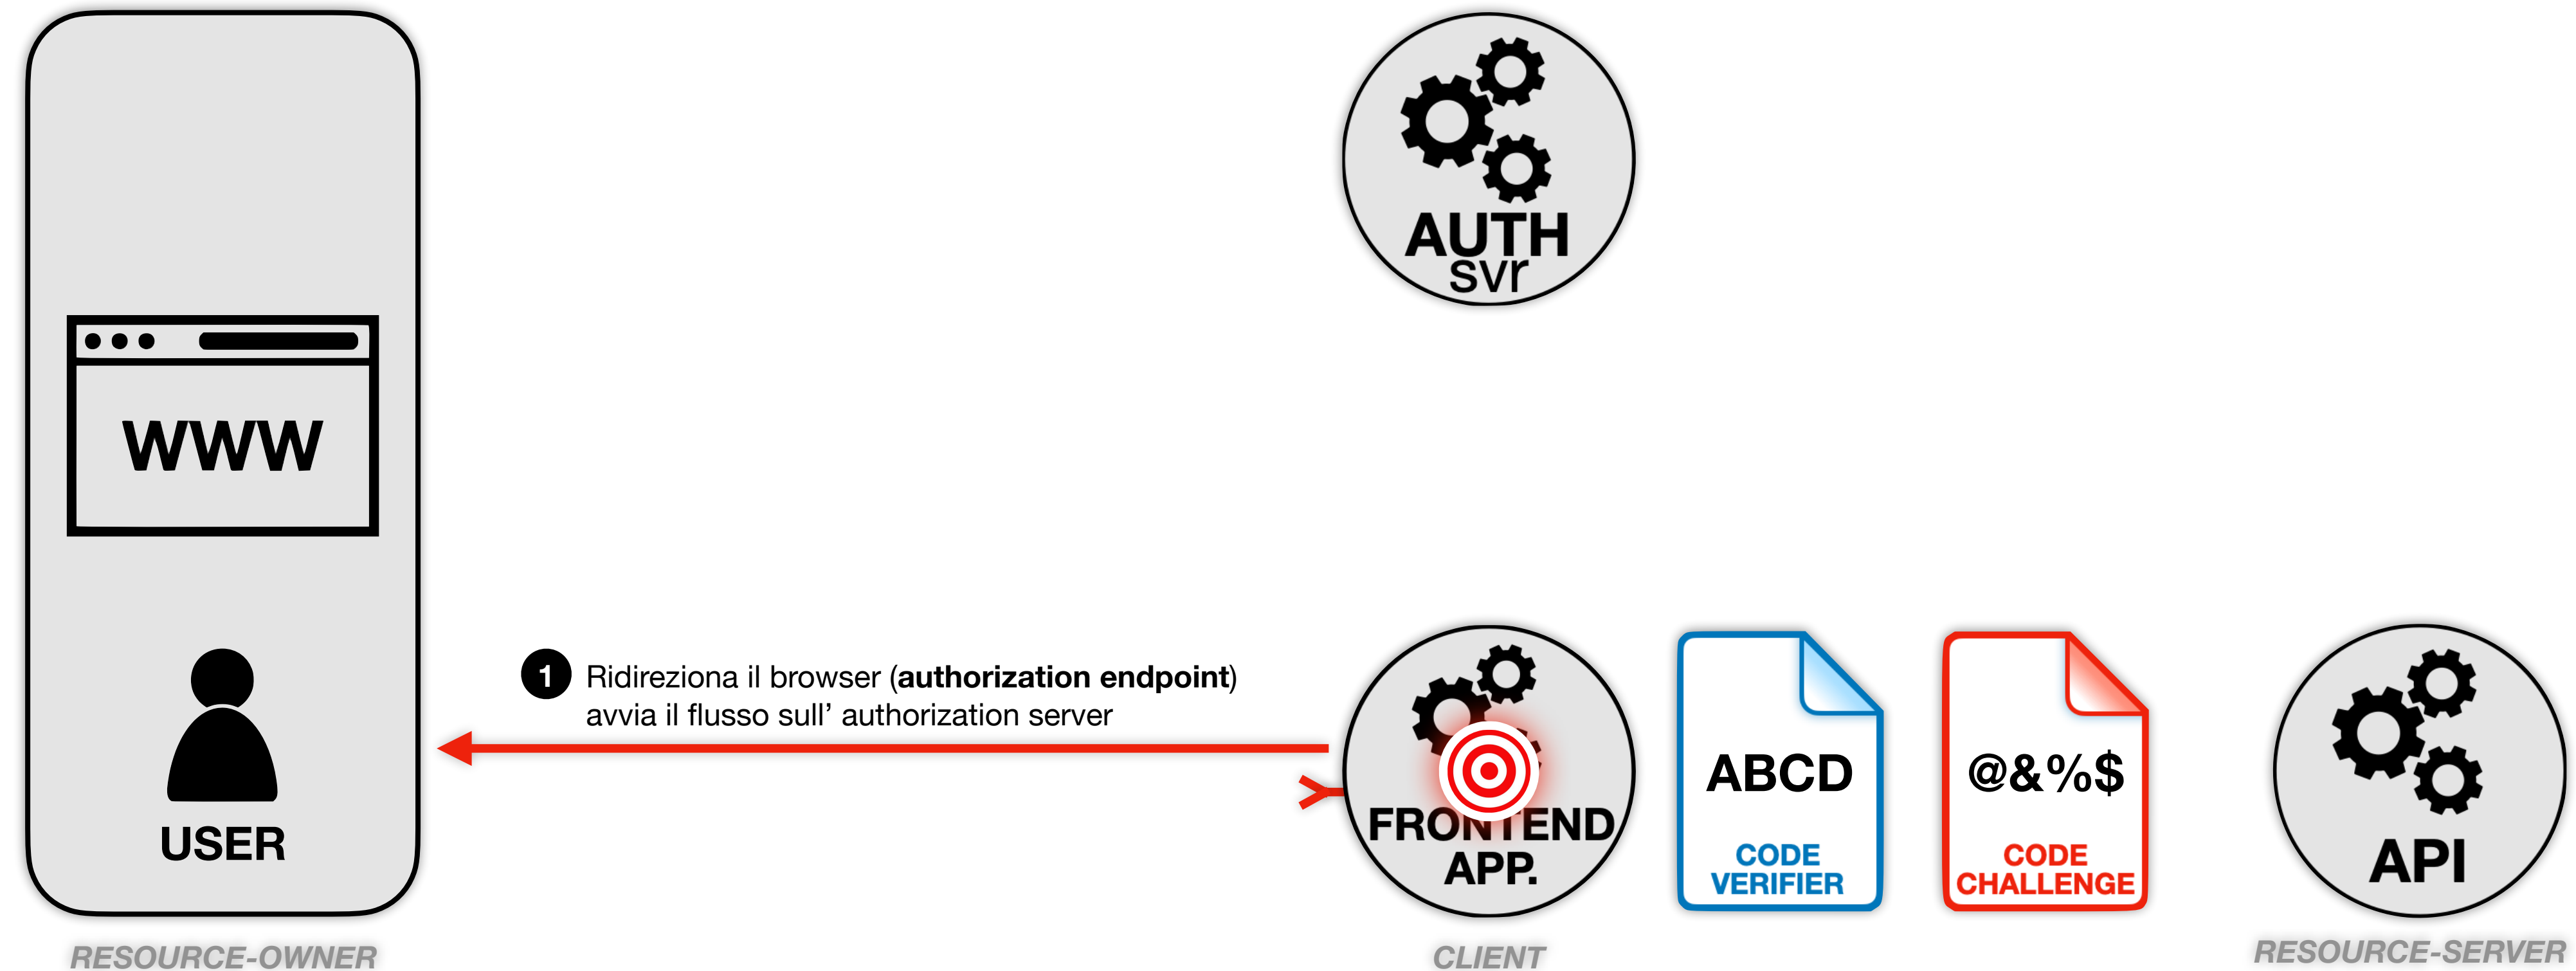 AUTH
svr
WWW
1 Ridireziona il browser (authorization endpoint)
avvia il flusso sull’ authorization server
USER
FRONTEND
APP.
ABCD
CODE
VERIFIER
@&%$
CODE
CHALLENGE
API
RESOURCE-OWNER
CLIENT
RESOURCE-SERVER